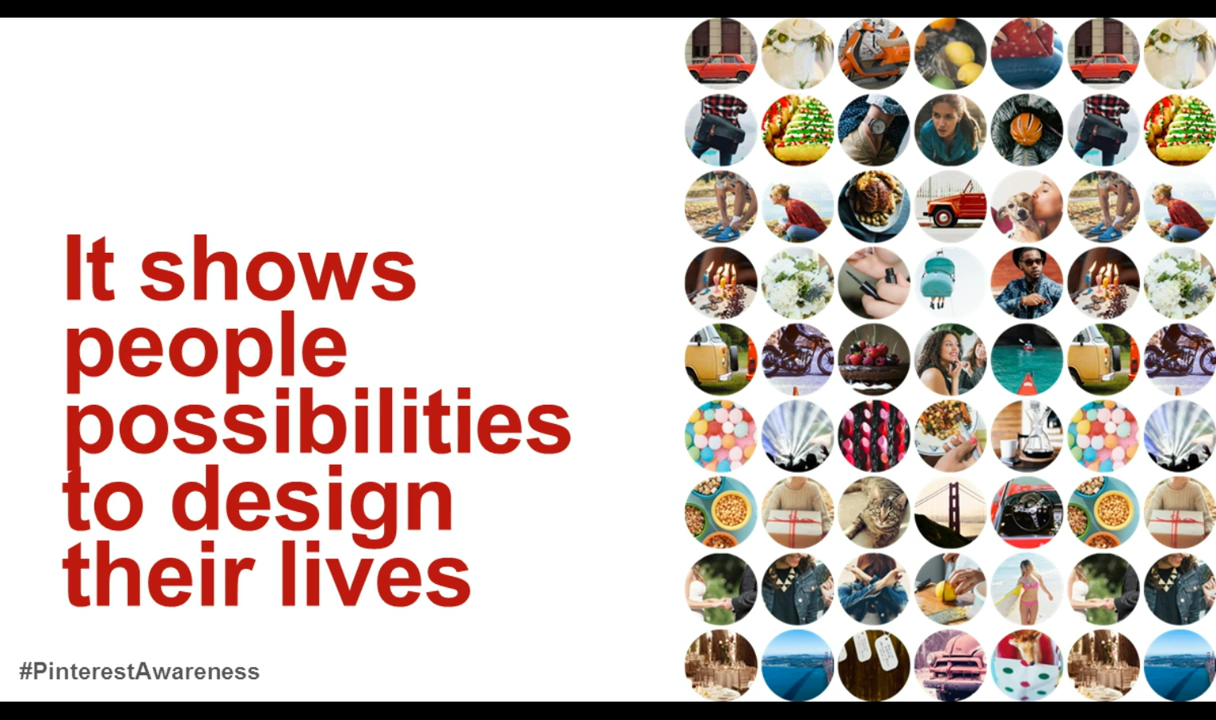 It shows
people
possibilities
to design
their lives
#PinterestAwareness